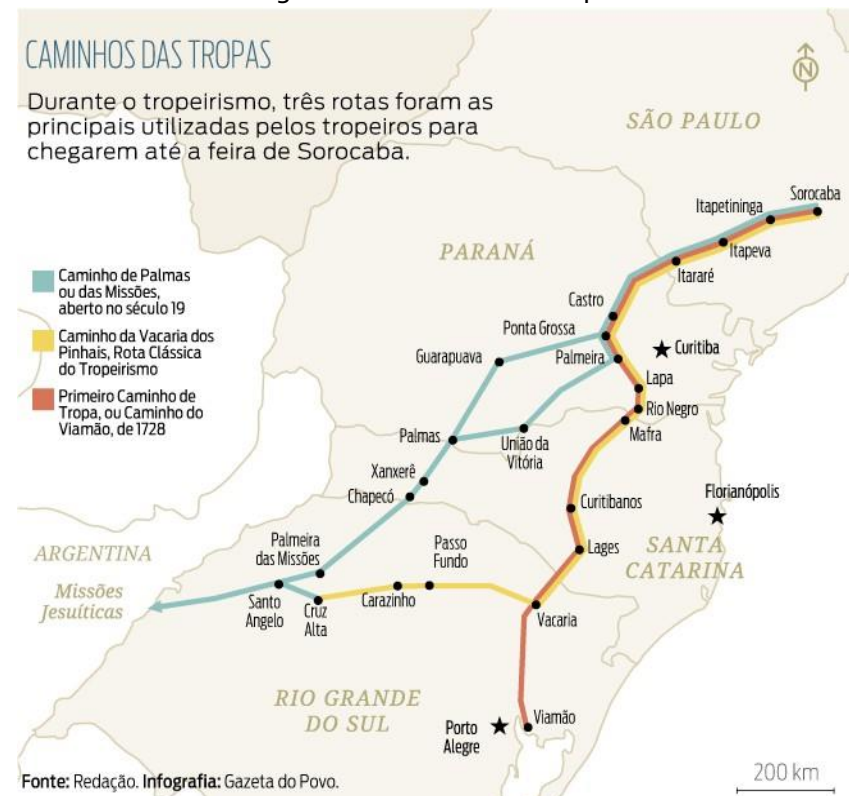 CAMINHOS DAS TROPAS
Durante o tropeirismo, três rotas foram as
principais utilizadas pelos tropeiros para
chegarem até a feira de Sorocaba.
N
SÃO PAULO
Sorocaba
Itapetininga
Itapeva
Itararé
PARANÁ
Caminho de Palmas
ou das Missões,
aberto no século 19
Caminho da Vacaria dos
Pinhais, Rota Clássica
do Tropeirismo
Primeiro Caminho de
Tropa, ou Caminho do
Viamão, de 1728
Castro
Ponta Grossa
Curitiba
Guarapuava
Palmeira
Lapa
Rio Negro
Mafra
Palmas
União da
Vitória
Xanxerê
Chapecó
Curitibanos
Florianópolis
Lages
SANTA
CATARINA
ARGENTINA
Missões
Jesuíticas
Palmeira
das Missões
Passo
Fundo
Santo
Angelo
Cruz
Alta
Carazinho
Vacaria
RIO GRANDE
DO SUL
Porto
Alegre
Viamão
200 km
Fonte: Redação. Infografia: Gazeta do Povo.